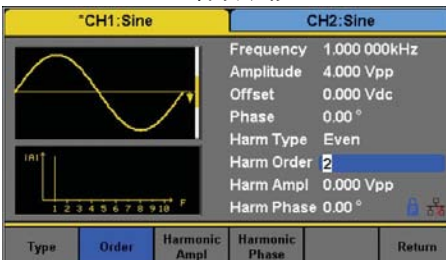 *CH1:Sine
CH2:Sine
Frequency 1.000 000kHz
Amplitude 4.000 Vpp
Offset 0.000 Vdc
Phase 0.00 °
Harm Type Even
Harm Order 2
Harm Ampl 0.000 Vpp
Harm Phase 0.00 °
|A|
1 2 3 4 5 6 7 8 9 10 F
Type
Order
Harmonic Ampl
Harmonic Phase
Return